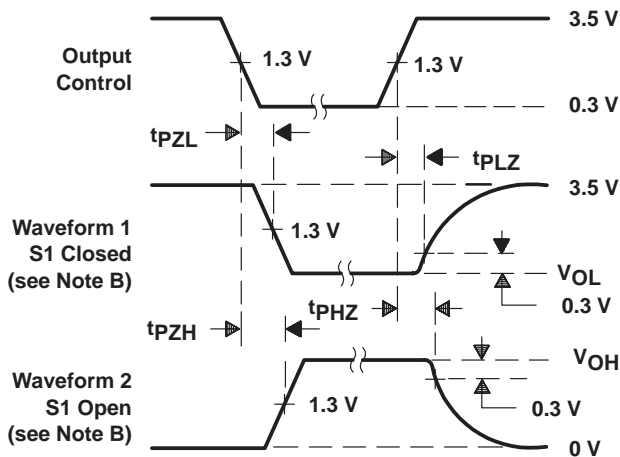 3.5 V
Output
Control
1.3 V
1.3 V
0.3 V
tPZL
tPLZ
3.5 V
Waveform 1
S1 Closed
(see Note B)
1.3 V
VOL
0.3 V
tPHZ
tPZH
VOH
Waveform 2
S1 Open
(see Note B)
1.3 V
0.3 V
0 V